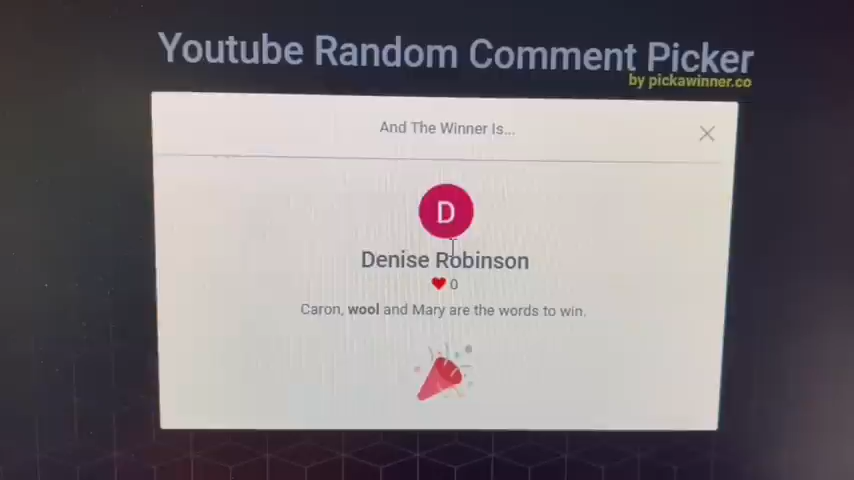 Youtube Random Comment Picker
by pickawinner.co
And The Winner Is...
D
Denise Robinson
0
Caron, wool and Mary are the words to win.